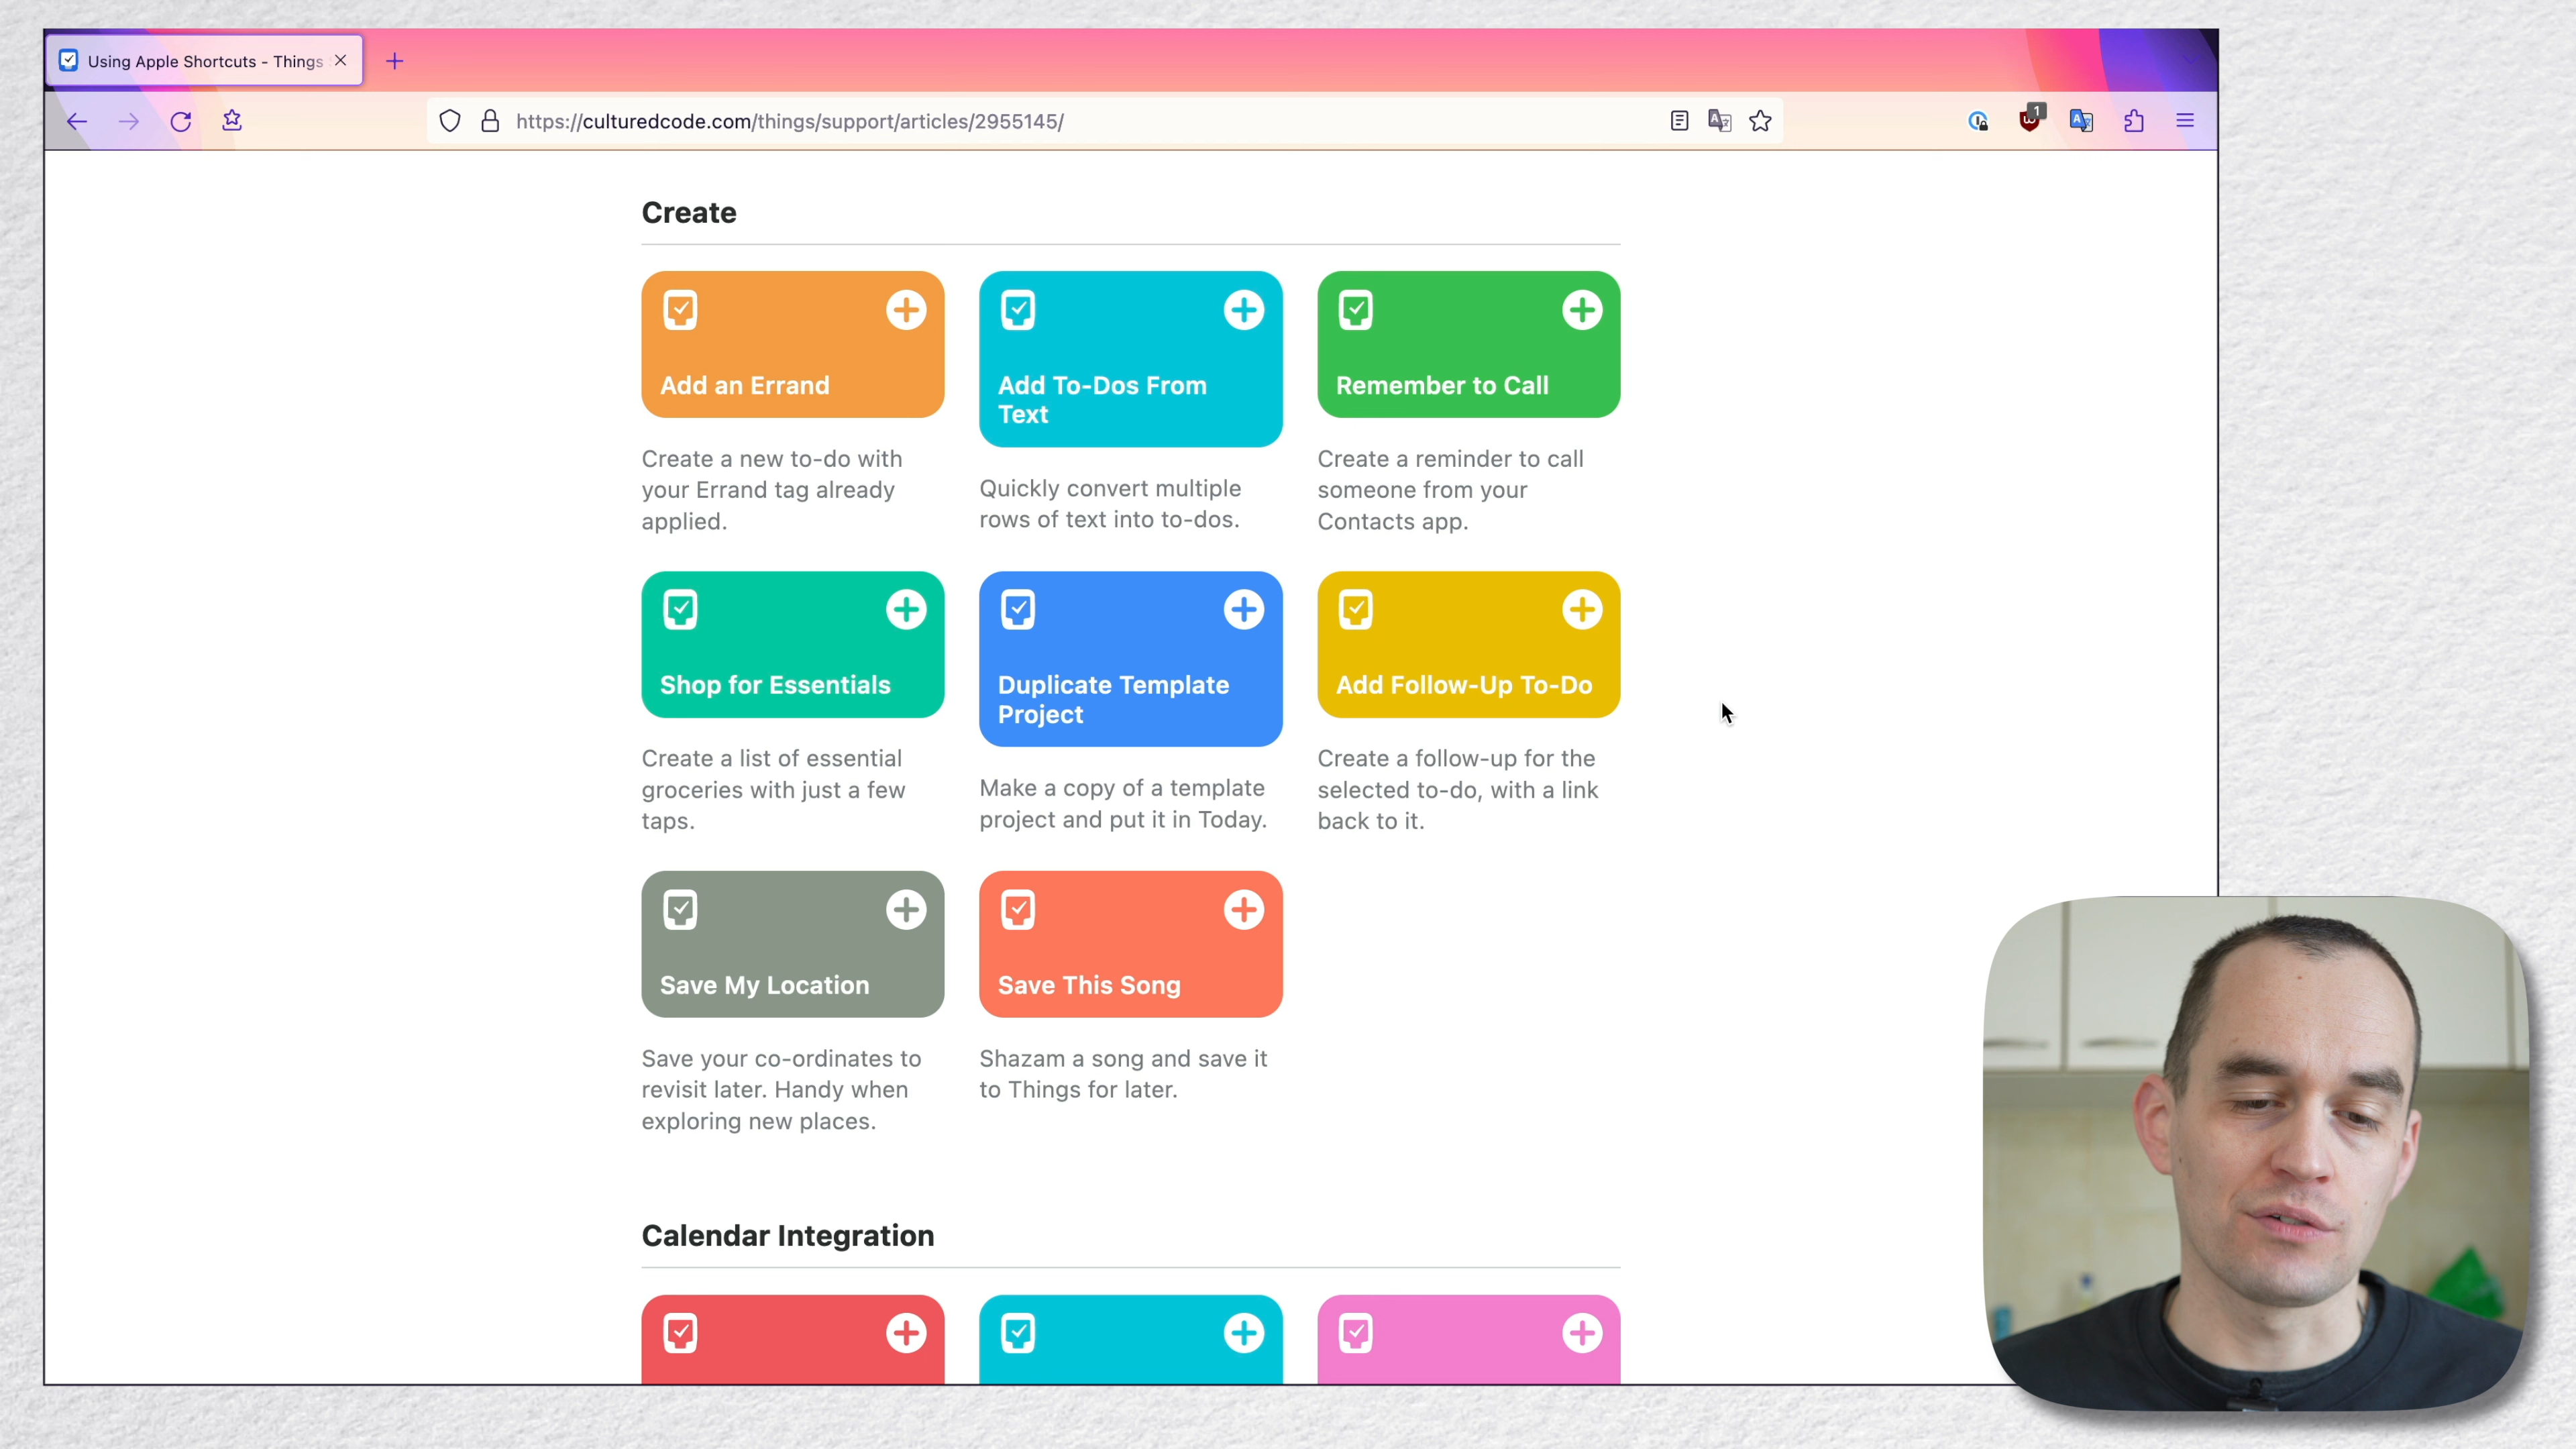 Using Apple Shortcuts - Things
https://culturedcode.com/things/support/articles/2955145/
1
Create
Add an Errand
Create a new to-do with
your Errand tag already
applied.
Add To-Dos From
Text
Quickly convert multiple
rows of text into to-dos.
Remember to Call
Create a reminder to call
someone from your
Contacts app.
Shop for Essentials
Create a list of essential
groceries with just a few
taps.
Duplicate Template
Project
Make a copy of a template
project and put it in Today.
Add Follow-Up To-Do
Create a follow-up for the
selected to-do, with a link
back to it.
Save My Location
Save your co-ordinates to
revisit later. Handy when
exploring new places.
Save This Song
Shazam a song and save it
to Things for later.
Calendar Integration